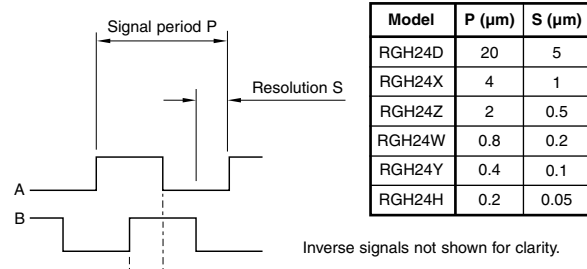 Signal period P
Resolution S
A
B
Model P (µm) S (µm)
RGH24D 20 5
RGH24X 4 1
RGH24Z 2 0.5
RGH24W 0.8 0.2
RGH24Y 0.4 0.1
RGH24H 0.2 0.05
Inverse signals not shown for clarity.